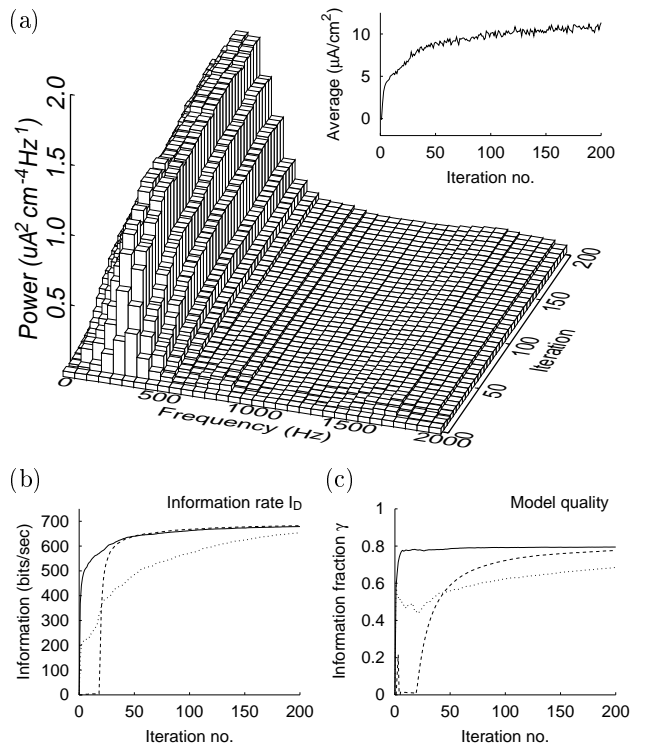 (a)
Power (uA2 cm-4 Hz1)
2.0
1.5
1.0
0.5
0
500
1000
1500
2000
Frequency (Hz)
0
50
100
150
200
Iteration
Average (μA/cm2)
10
5
0
0 50 100 150 200
Iteration no.
(b)
Information rate ID
Information (bits/sec)
700
600
500
400
300
200
100
0
0 50 100 150 200
Iteration no.
(c)
Model quality
Information fraction γ
1
0.8
0.6
0.4
0.2
0
0 50 100 150 200
Iteration no.